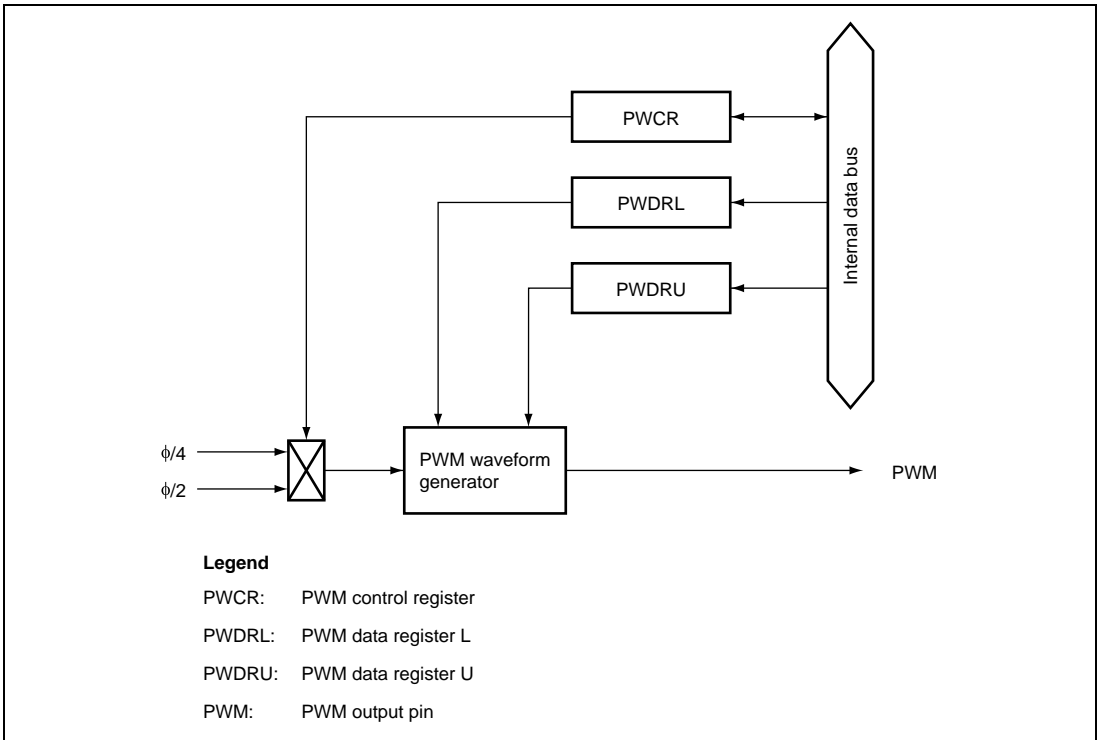 PWCR
PWDRL
PWDRU
Internal data bus
ϕ/4
ϕ/2
PWM waveform
generator
PWM
Legend
PWCR: PWM control register
PWDRL: PWM data register L
PWDRU: PWM data register U
PWM: PWM output pin